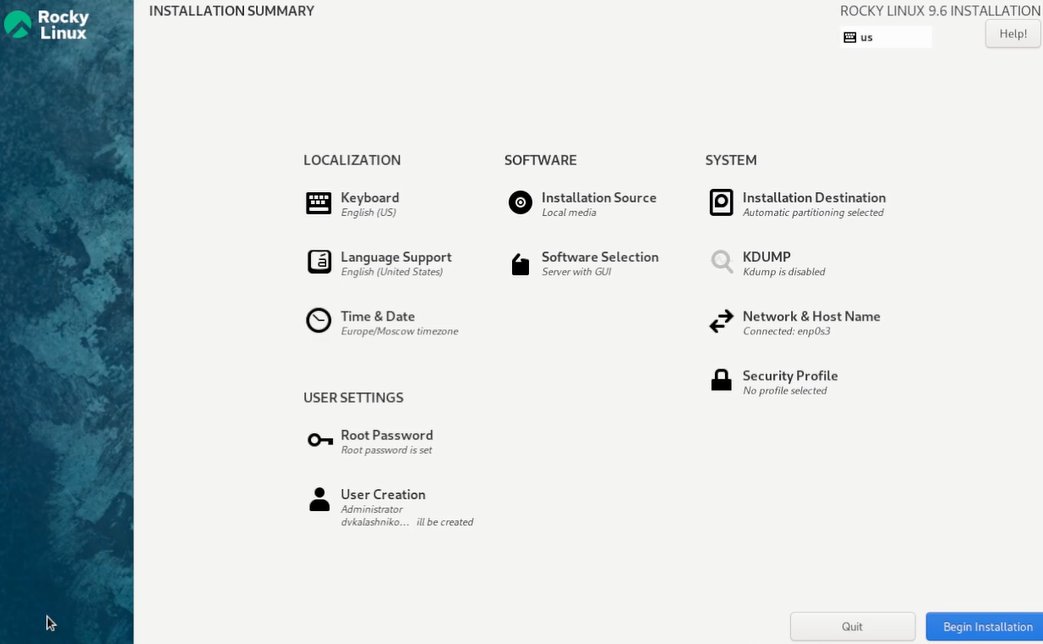 Rocky
Linux
INSTALLATION SUMMARY
ROCKY LINUX 9.6 INSTALLATION
us
Help!
LOCALIZATION
Keyboard
English (US)
Language Support
English (United States)
Time & Date
Europe/Moscow timezone
SOFTWARE
Installation Source
Local media
Software Selection
Server with GUI
SYSTEM
Installation Destination
Automatic partitioning selected
KDUMP
Kdump is disabled
Network & Host Name
Connected: enp0s3
Security Profile
No profile selected
USER SETTINGS
Root Password
Root password is set
User Creation
Administrator
dvkalashniko... ill be created
Quit
Begin Installation